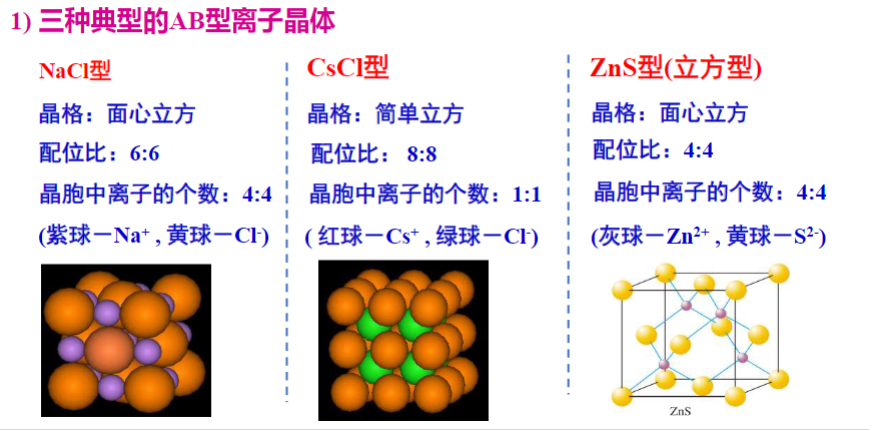 1) 三种典型的AB型离子晶体
NaCl型
晶格：面心立方
配位比：6:6
晶胞中离子的个数：4:4
(紫球－Na⁺ , 黄球－Cl⁻)
CsCl型
晶格：简单立方
配位比： 8:8
晶胞中离子的个数：1:1
( 红球－Cs⁺ , 绿球－Cl⁻)
ZnS型(立方型)
晶格：面心立方
配位比：4:4
晶胞中离子的个数：4:4
(灰球－Zn²⁺ , 黄球－S²⁻)
ZnS